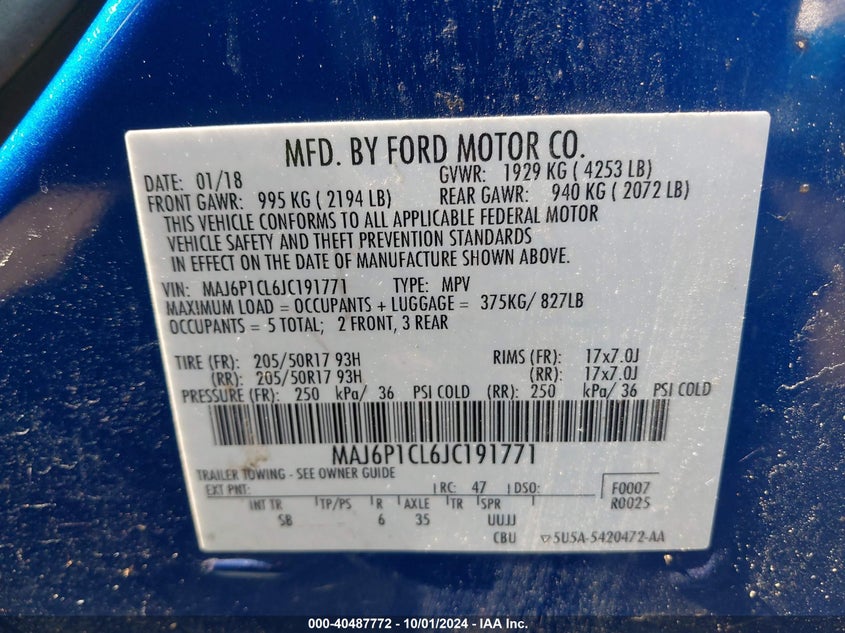 MFD. BY FORD MOTOR CO.
DATE: 01/18 GVWR: 1929 KG ( 4253 LB)
FRONT GAWR: 995 KG ( 2194 LB) REAR GAWR: 940 KG ( 2072 LB)
THIS VEHICLE CONFORMS TO ALL APPLICABLE FEDERAL MOTOR
VEHICLE SAFETY AND THEFT PREVENTION STANDARDS
IN EFFECT ON THE DATE OF MANUFACTURE SHOWN ABOVE.
VIN: MAJ6P1CL6JC191771 TYPE: MPV
MAXIMUM LOAD = OCCUPANTS + LUGGAGE = 375KG/ 827LB
OCCUPANTS = 5 TOTAL; 2 FRONT, 3 REAR
TIRE (FR): 205/50R17 93H RIMS (FR): 17x7.0J
(RR): 205/50R17 93H (RR): 17x7.0J
PRESSURE (FR): 250 kPa/ 36 PSI COLD (RR): 250 kPa/ 36 PSI COLD
MAJ6P1CL6JC191771
TRAILER TOWING - SEE OWNER GUIDE
EXT PNT: RC: 47 DSO: F0007
R0025
INT TR TP/PS R AXLE TR SPR
SB 6 35 UUJJ
CBU 5U5A-5420472-AA
000-40487772 - 10/01/2024 - IAA Inc.